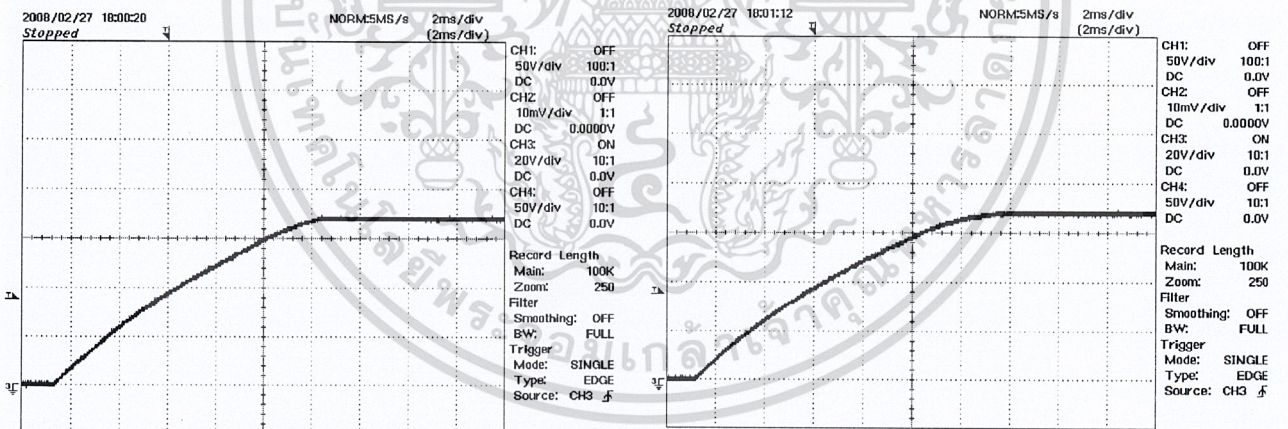 2008/02/27 18:00:20
Stopped
NORM:5MS/s
2ms/div
(2ms/div)
CH1: OFF
50V/div 100:1
DC 0.0V
CH2: OFF
10mV/div 1:1
DC 0.0000V
CH3: ON
20V/div 10:1
DC 0.0V
CH4: OFF
50V/div 10:1
DC 0.0V
Record Length
Main: 100K
Zoom: 250
Filter
Smoothing: OFF
BW: FULL
Trigger
Mode: SINGLE
Type: EDGE
Source: CH3
2008/02/27 18:01:12
Stopped
NORM:5MS/s
2ms/div
(2ms/div)
CH1: OFF
50V/div 100:1
DC 0.0V
CH2: OFF
10mV/div 1:1
DC 0.0000V
CH3: ON
20V/div 10:1
DC 0.0V
CH4: OFF
50V/div 10:1
DC 0.0V
Record Length
Main: 100K
Zoom: 250
Filter
Smoothing: OFF
BW: FULL
Trigger
Mode: SINGLE
Type: EDGE
Source: CH3